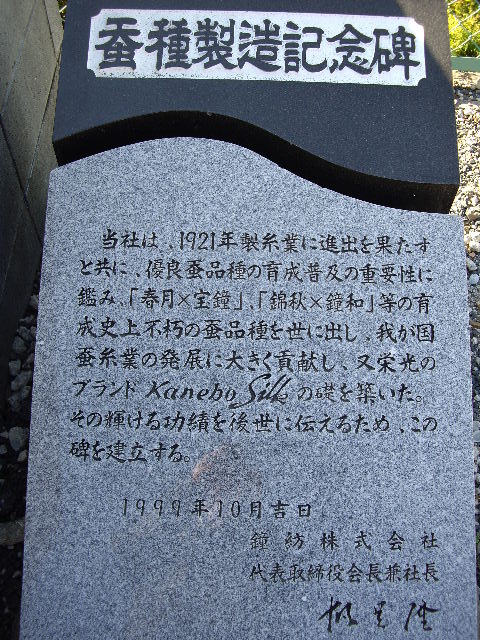 蚕種製造記念碑
当社は、1921年製糸業に進出を果たす
と共に、優良蚕品種の育成普及の重要性に
鑑み、「春月×宝鐘」、「錦秋×鐘和」等の育
成史上不朽の蚕品種を世に出し、我が国
蚕糸業の発展に大きく貢献し、又栄光の
ブランド Kanebo Silk の礎を築いた。
その輝ける功績を後世に伝えるため、この
碑を建立する。
1999年10月吉日
鐘紡株式会社
代表取締役会長兼社長